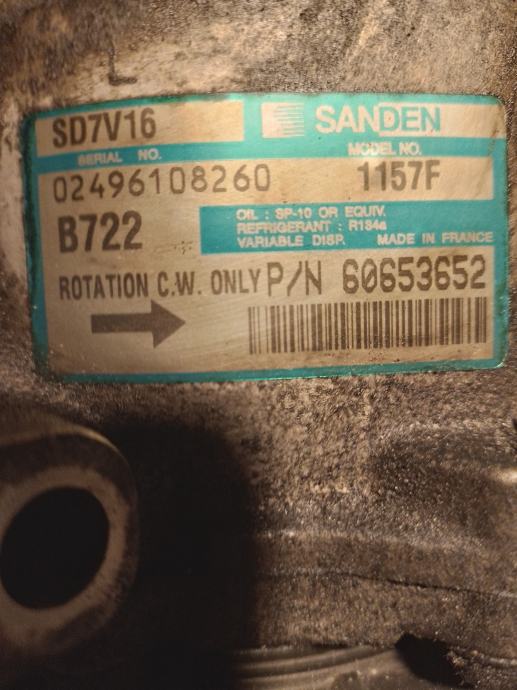 L
SD7V16
SANDEN
SERIAL NO.
MODEL NO.
02496108260
1157F
B722
OIL : SP-10 OR EQUIV.
REFRIGERANT : R134a
VARIABLE DISP. MADE IN FRANCE
ROTATION C.W. ONLY P/N 60653652